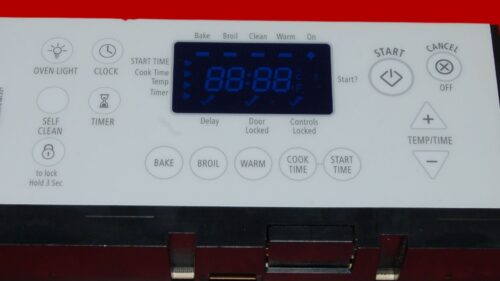 Bake Broil Clean Warm On
START TIME
Cook Time
Temp
Timer
88:88
Start?
Delay Door Locked Controls Locked
OVEN LIGHT CLOCK
SELF CLEAN TIMER
to lock
Hold 3 Sec
BAKE BROIL WARM COOK TIME START TIME
START
CANCEL
OFF
+
TEMP/TIME
−